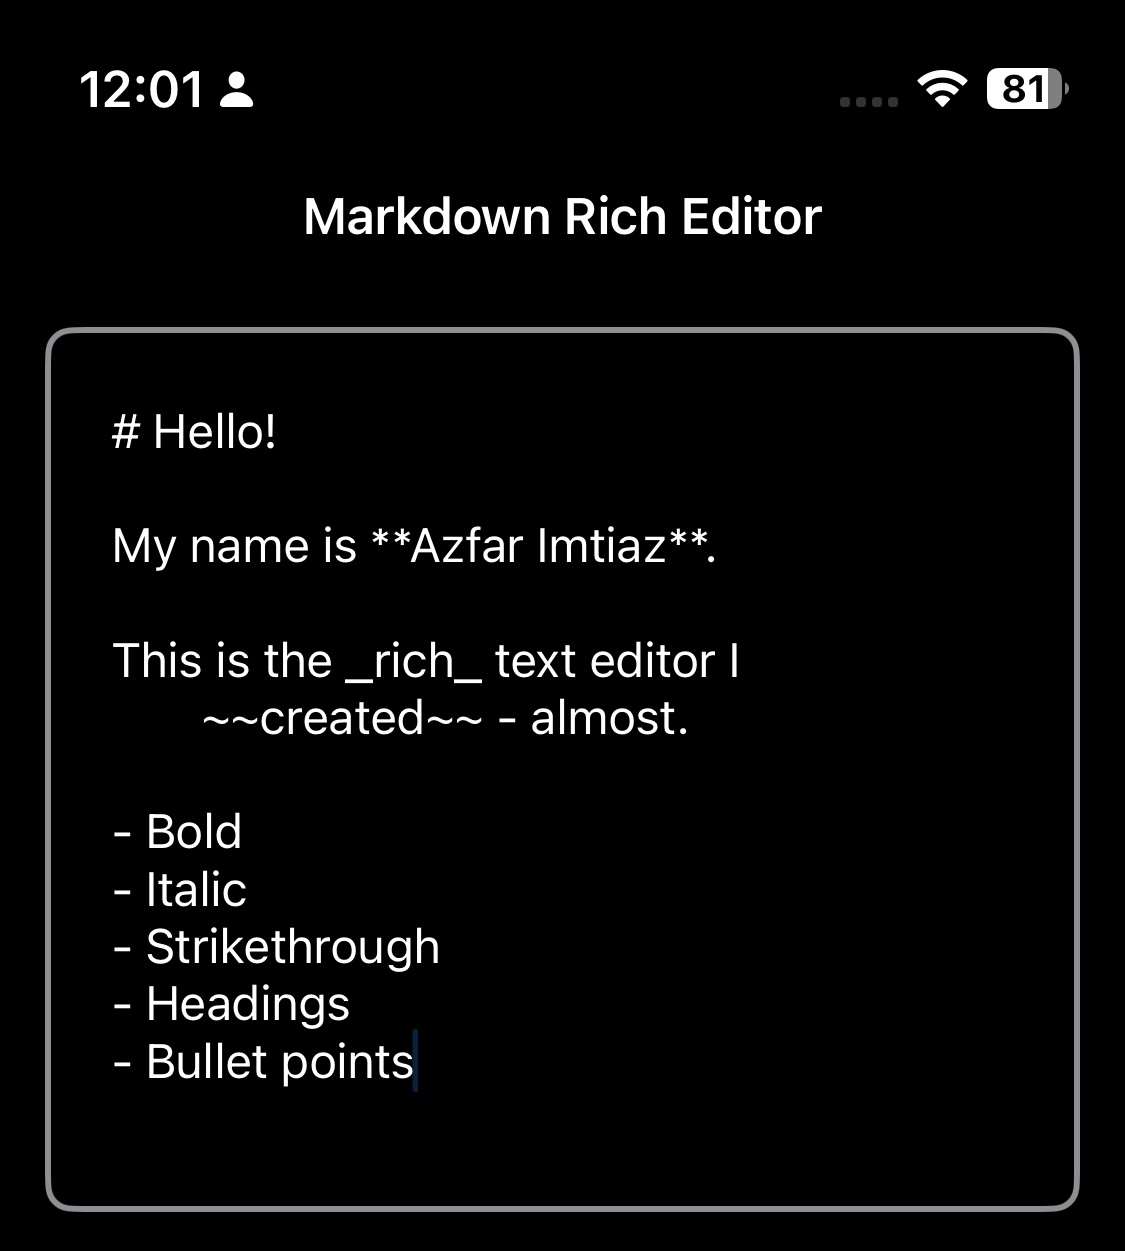 12:01
81
Markdown Rich Editor
# Hello!
My name is **Azfar Imtiaz**.
This is the _rich_ text editor I
~~created~~ - almost.
- Bold
- Italic
- Strikethrough
- Headings
- Bullet points